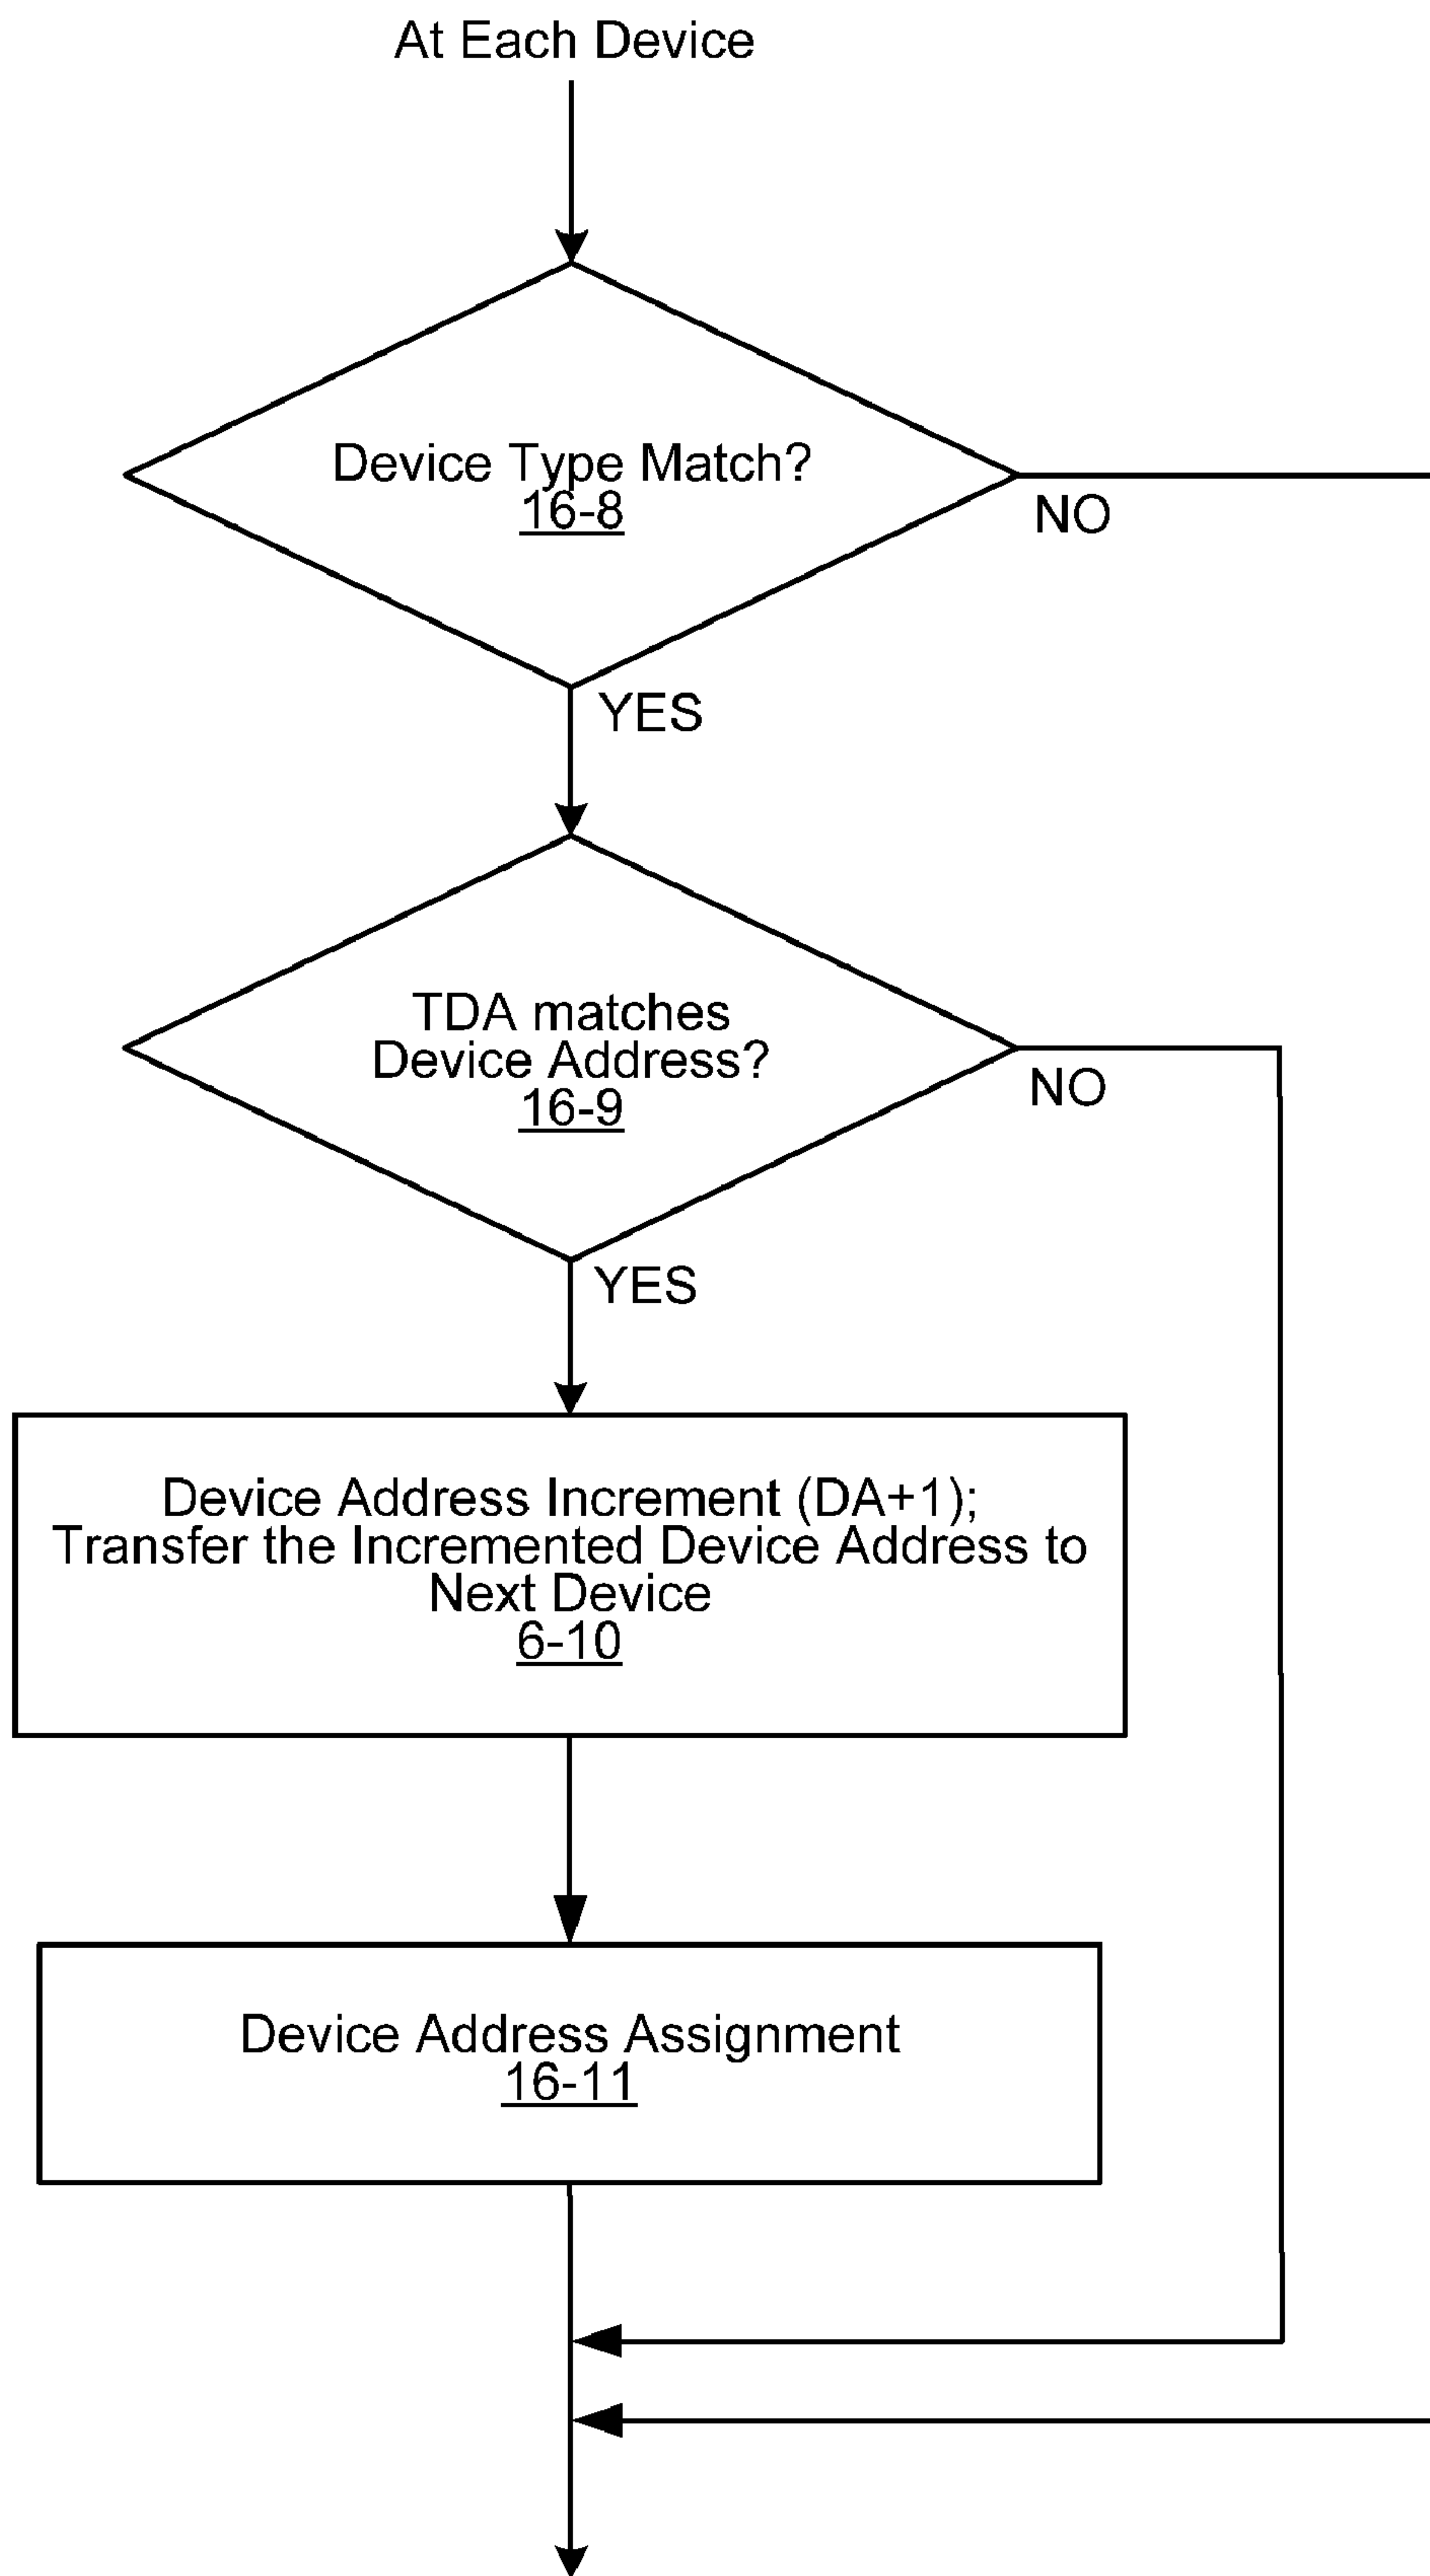 At Each Device
Device Type Match?
16-8
NO
YES
TDA matches
Device Address?
16-9
NO
YES
Device Address Increment (DA+1);
Transfer the Incremented Device Address to
Next Device
6-10
Device Address Assignment
16-11